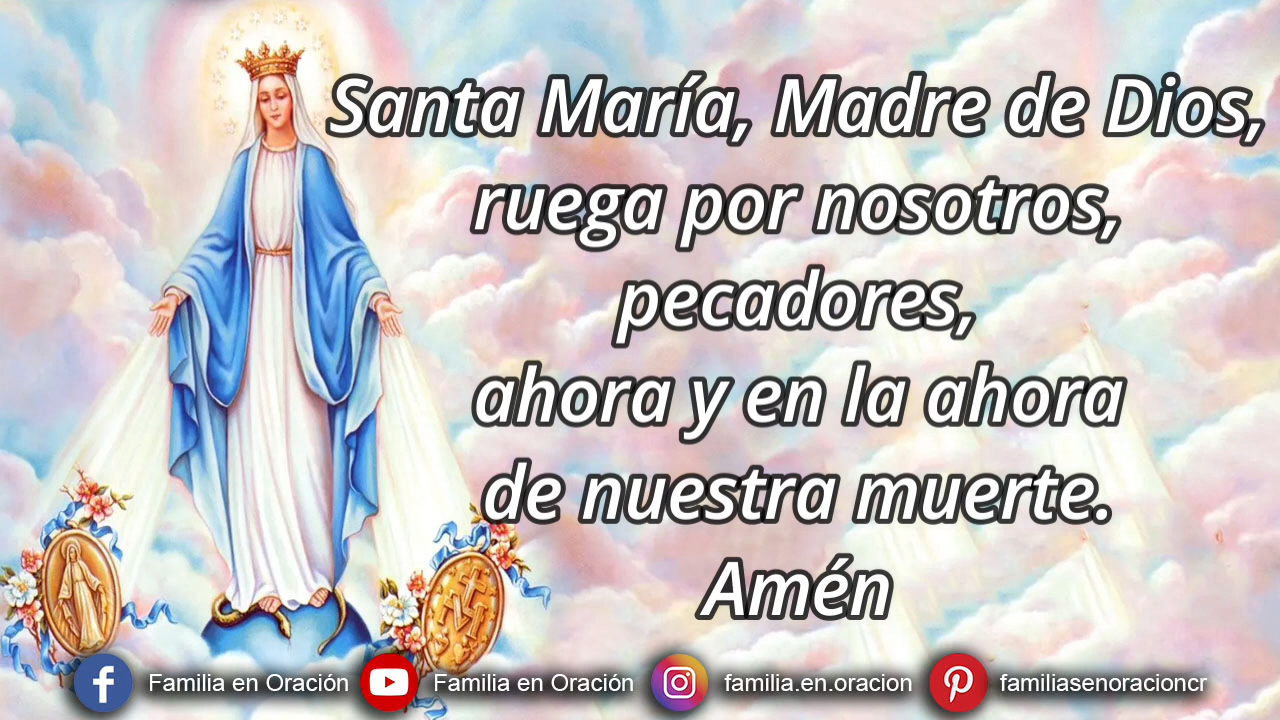 Santa María, Madre de Dios,
ruega por nosotros,
pecadores,
ahora y en la ahora
de nuestra muerte.
Amén
Familia en Oración Familia en Oración familia.en.oracion familiasenoracioncr